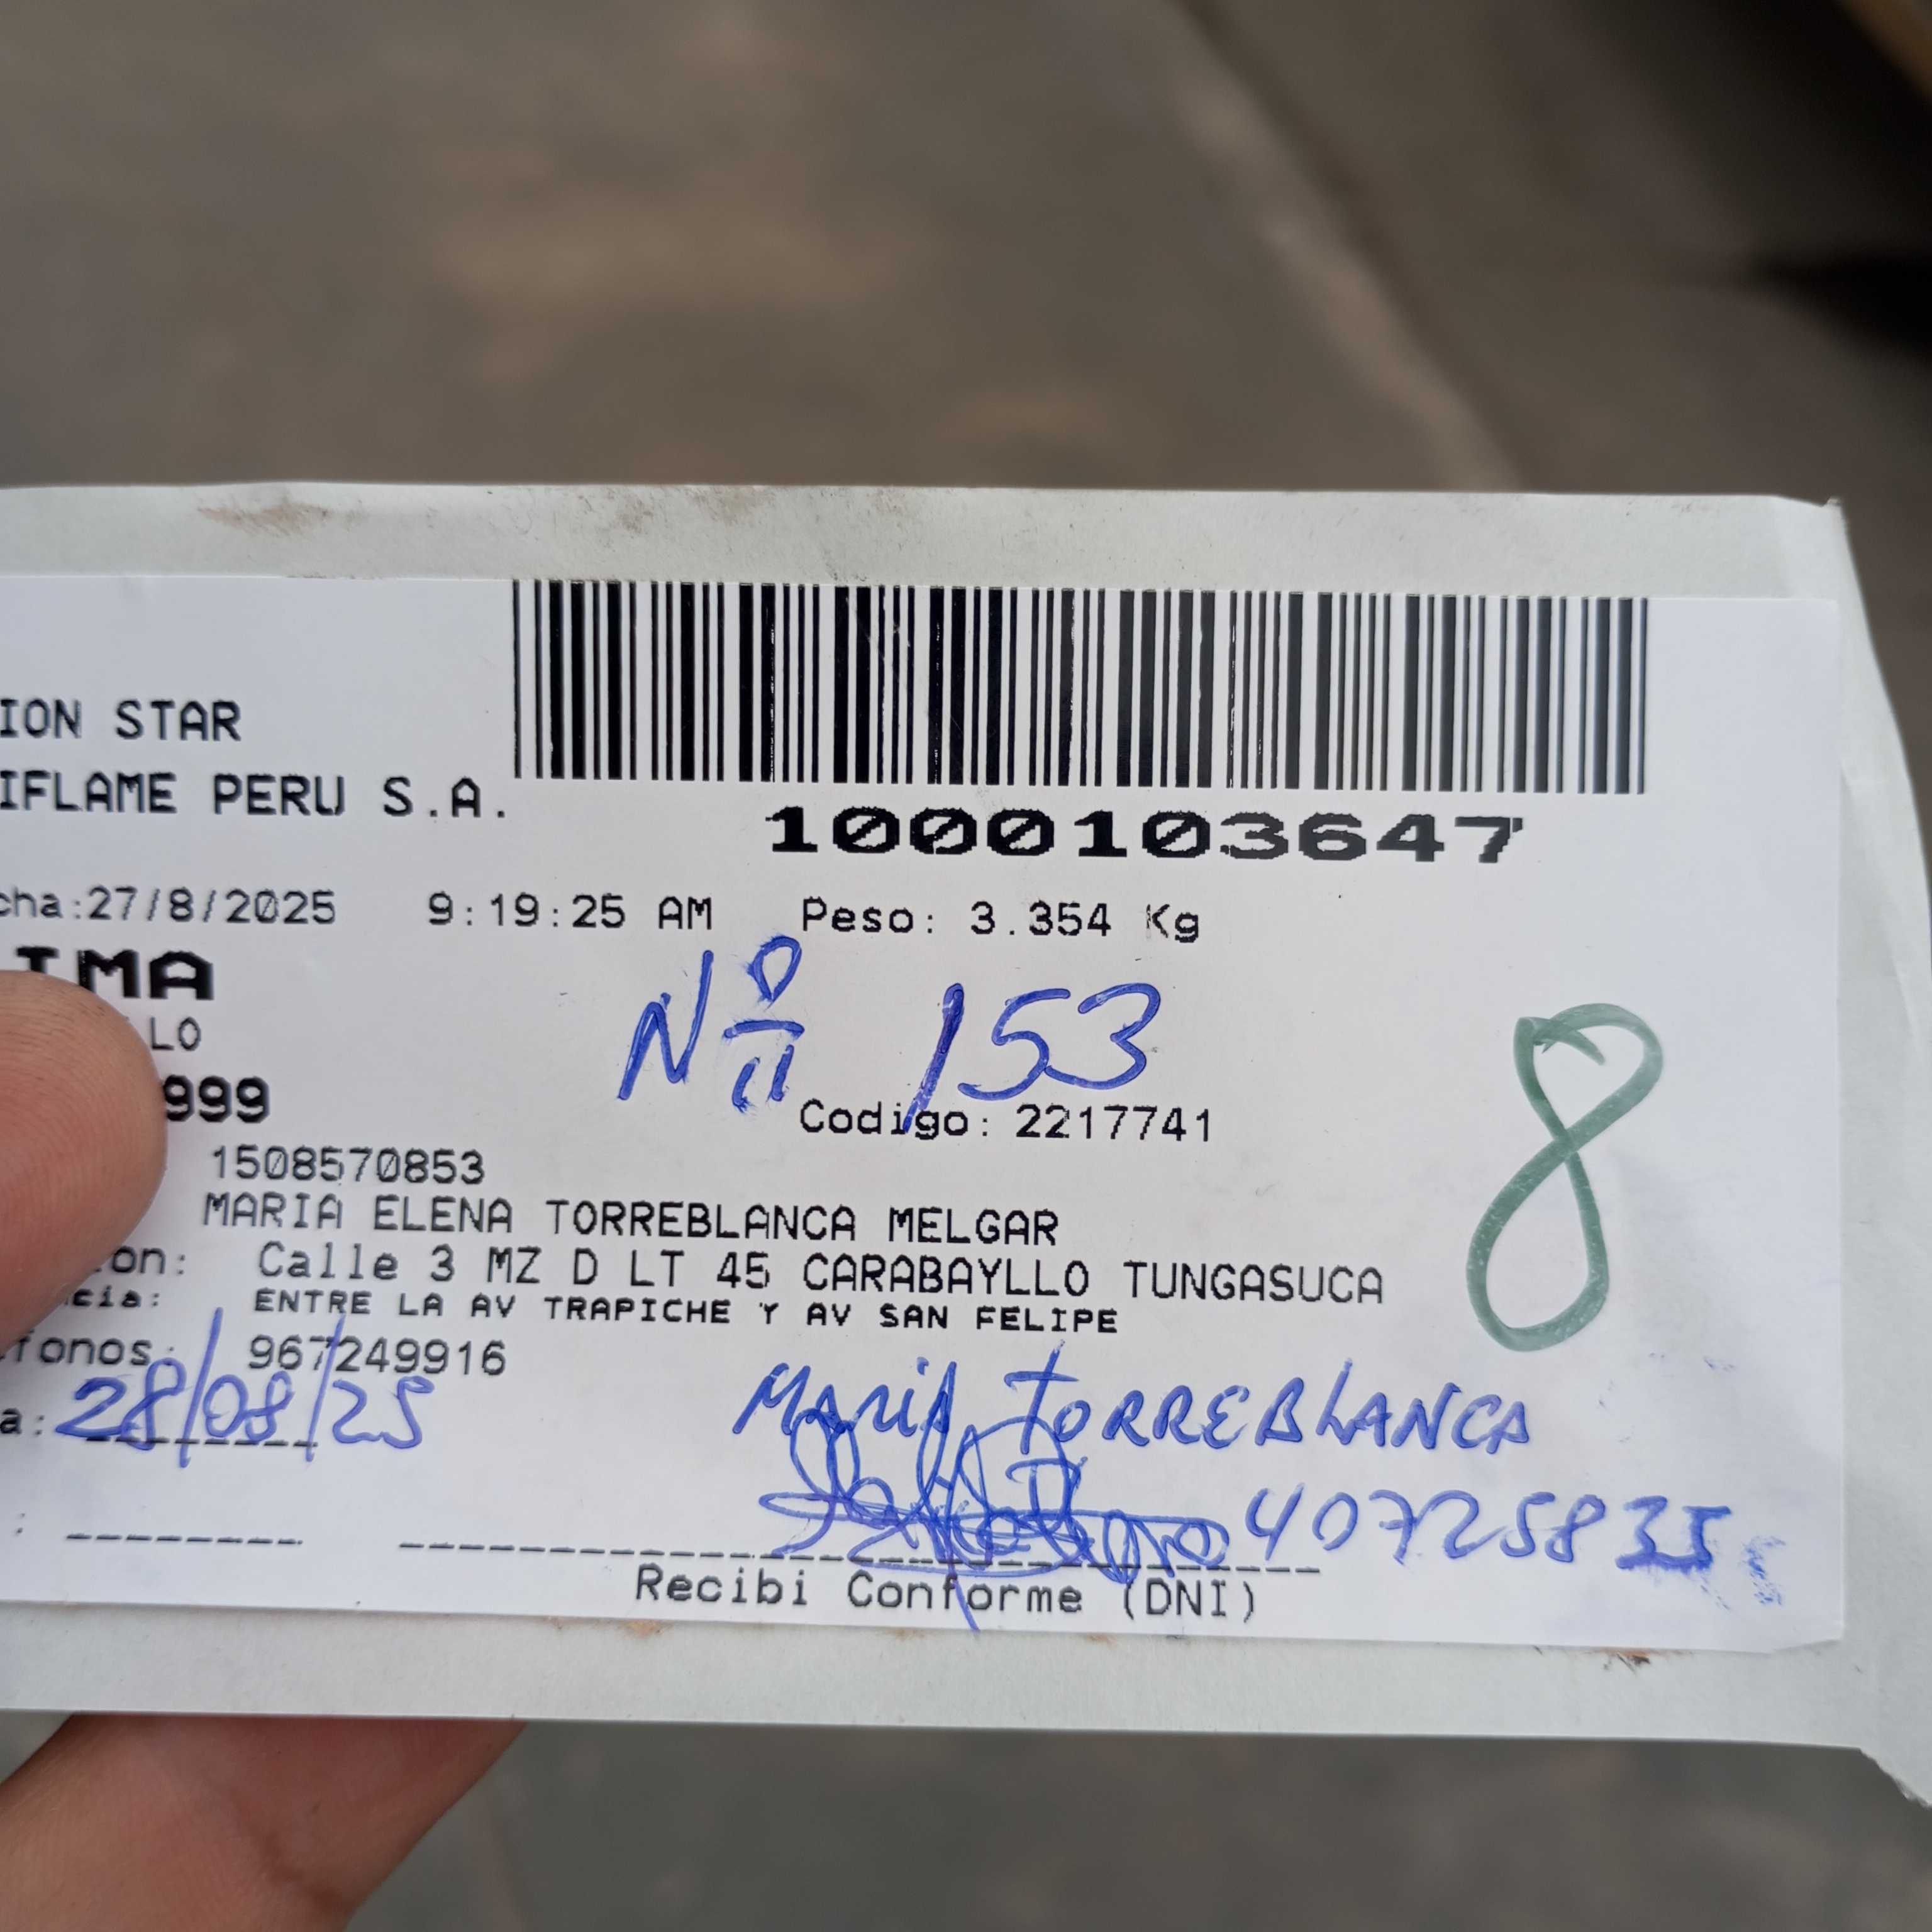 ION STAR
IFLAME PERU S.A.
1000103647
cha:27/8/2025 9:19:25 AM Peso: 3.354 Kg
IMA
LO
Nº 153
8
999
Codigo: 2217741
1508570853
MARIA ELENA TORREBLANCA MELGAR
on: Calle 3 MZ D LT 45 CARABAYLLO TUNGASUCA
cia: ENTRE LA AV TRAPICHE Y AV SAN FELIPE
fonos: 967249916
a: 28/08/25
Maria TORREBLANCA
40725835
Recibi Conforme (DNI)